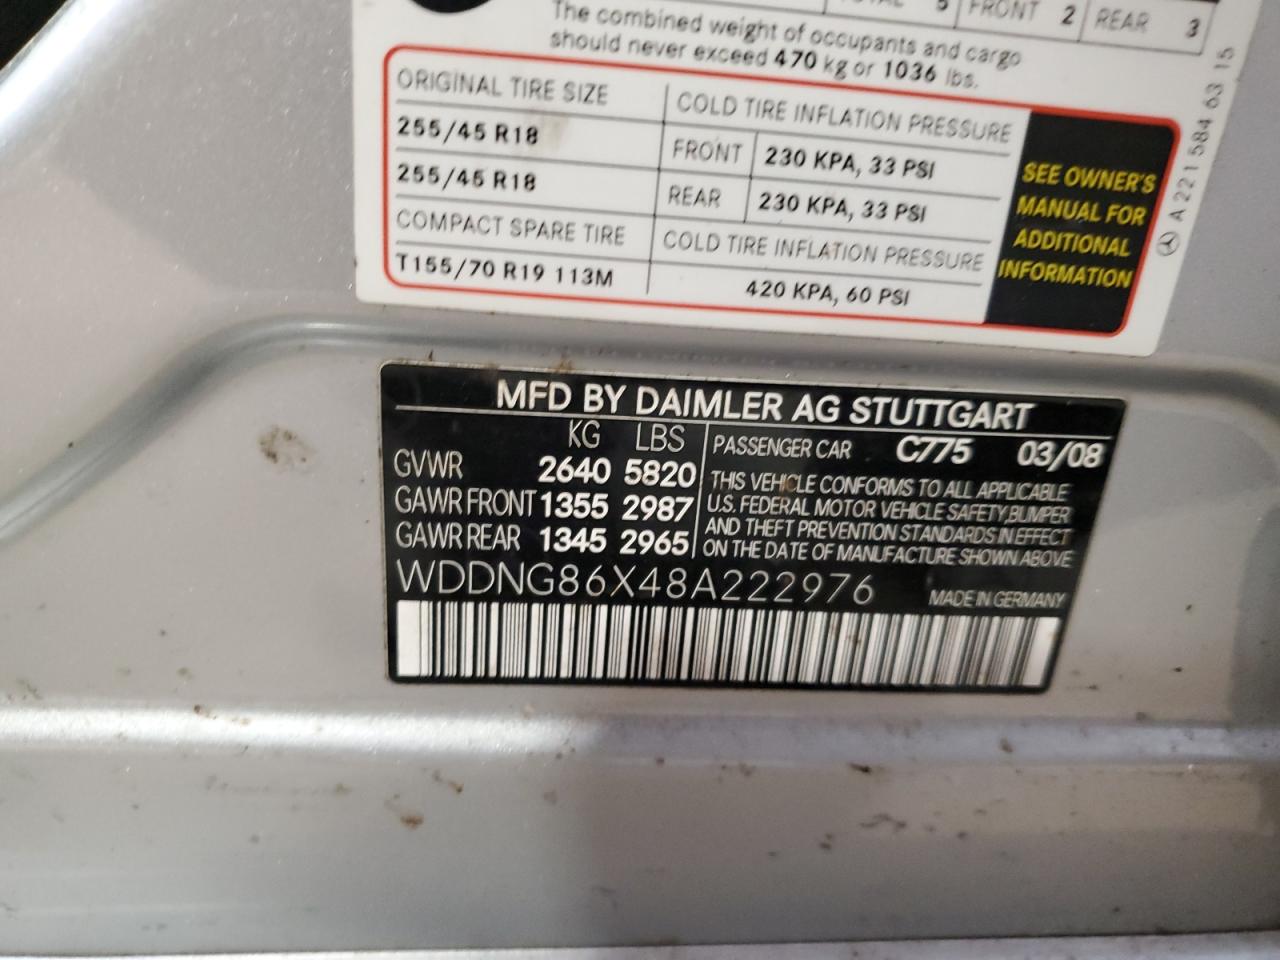 5 FRONT 2 REAR 3
The combined weight of occupants and cargo
should never exceed 470 kg or 1036 lbs.
ORIGINAL TIRE SIZE
COLD TIRE INFLATION PRESSURE
255/45 R18
FRONT 230 KPA, 33 PSI
255/45 R18
REAR 230 KPA, 33 PSI
COMPACT SPARE TIRE
COLD TIRE INFLATION PRESSURE
T155/70 R19 113M
420 KPA, 60 PSI
SEE OWNER'S
MANUAL FOR
ADDITIONAL
INFORMATION
A 221 584 63 15
MFD BY DAIMLER AG STUTTGART
KG LBS
GVWR 2640 5820
GAWR FRONT 1355 2987
GAWR REAR 1345 2965
PASSENGER CAR C775 03/08
THIS VEHICLE CONFORMS TO ALL APPLICABLE
U.S. FEDERAL MOTOR VEHICLE SAFETY,BUMPER
AND THEFT PREVENTION STANDARDS IN EFFECT
ON THE DATE OF MANUFACTURE SHOWN ABOVE
WDDNG86X48A222976
MADE IN GERMANY